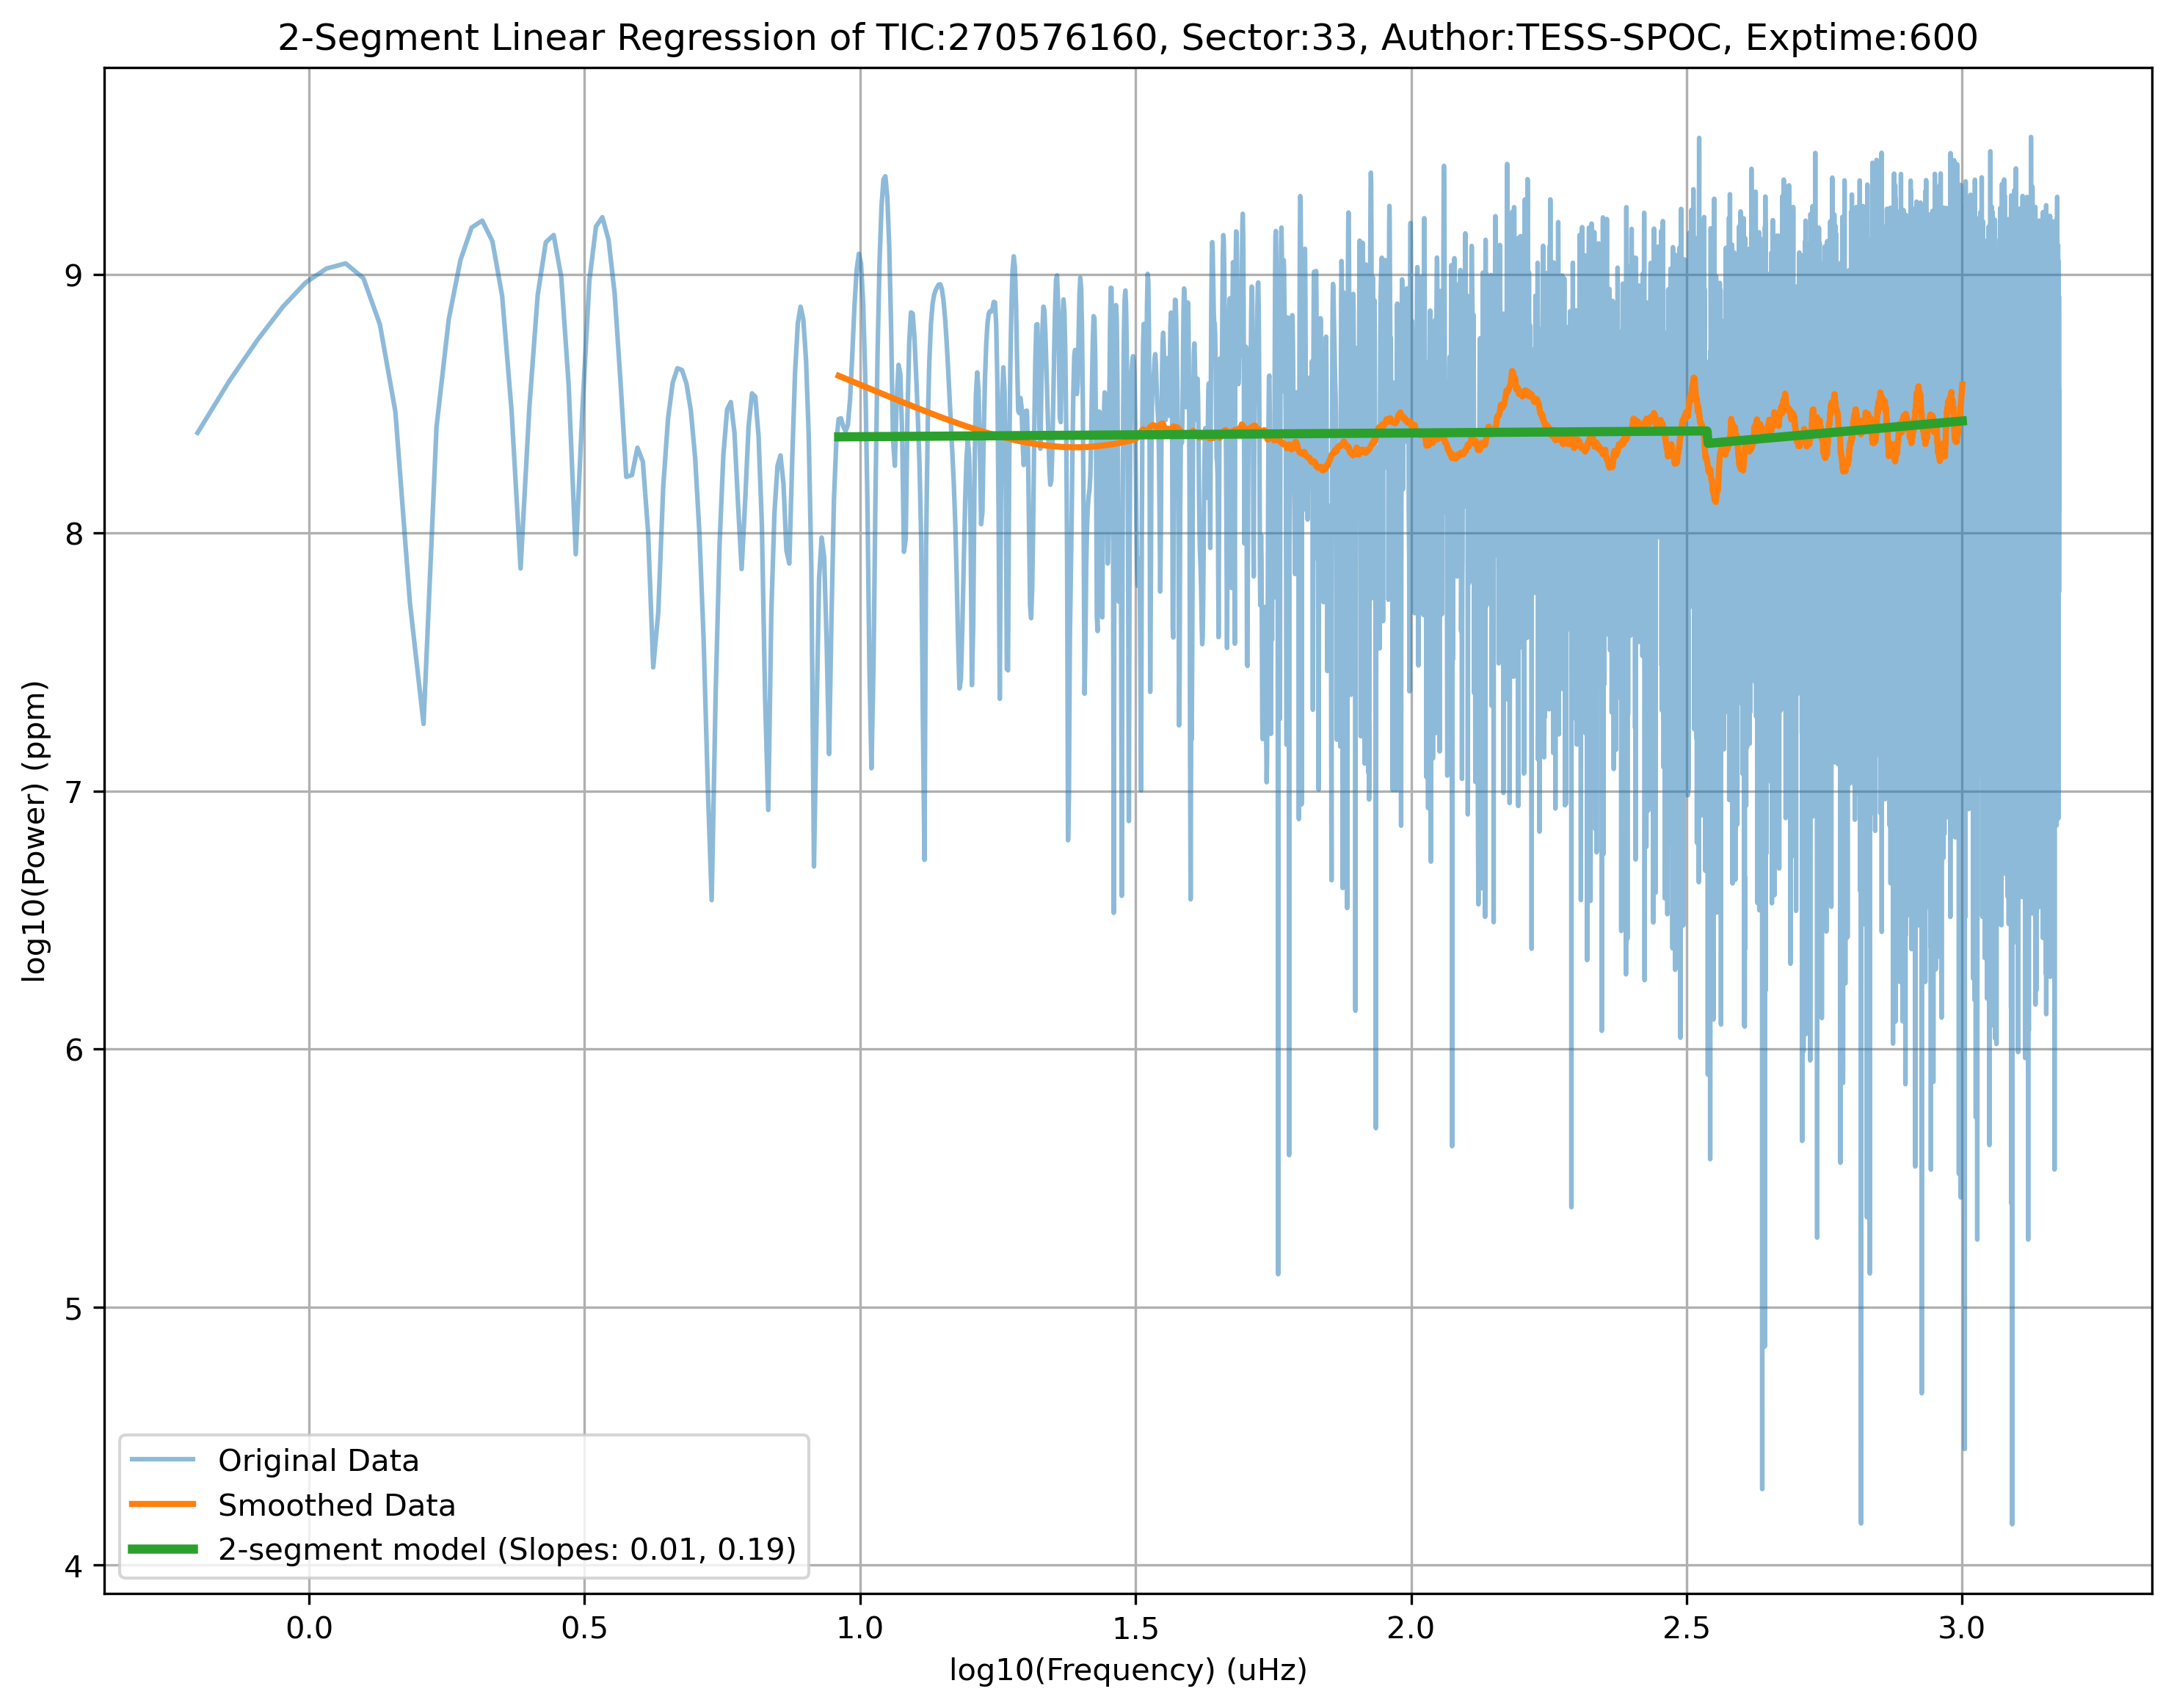 2-Segment Linear Regression of TIC:270576160, Sector:33, Author:TESS-SPOC, Exptime:600
log10(Power) (ppm)
9
8
7
6
5
4
Original Data
Smoothed Data
2-segment model (Slopes: 0.01, 0.19)
0.0 0.5 1.0 1.5 2.0 2.5 3.0
log10(Frequency) (uHz)